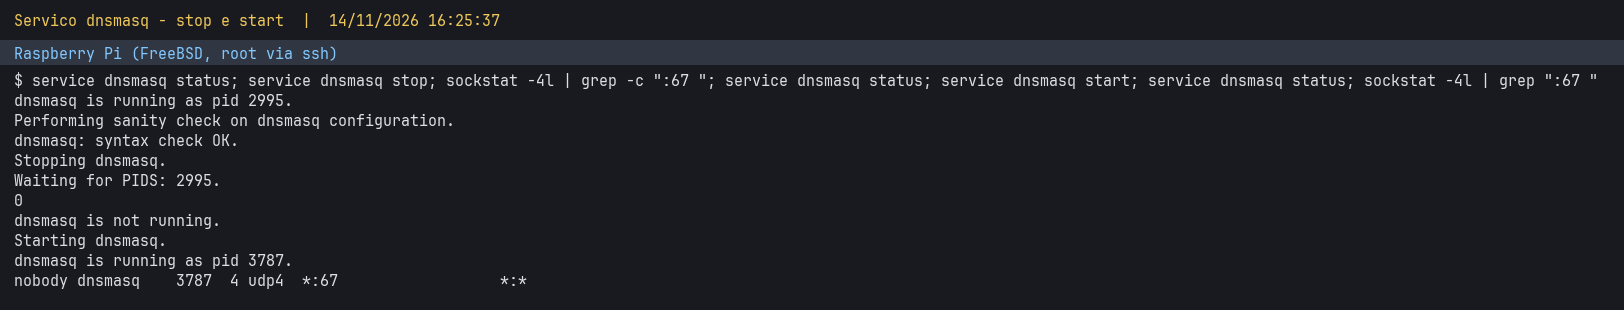 Servico dnsmasq - stop e start  |  14/11/2026 16:25:37
Raspberry Pi (FreeBSD, root via ssh)
$ service dnsmasq status; service dnsmasq stop; sockstat -4l | grep -c ":67 "; service dnsmasq status; service dnsmasq start; service dnsmasq status; sockstat -4l | grep ":67 "
dnsmasq is running as pid 2995.
Performing sanity check on dnsmasq configuration.
dnsmasq: syntax check OK.
Stopping dnsmasq.
Waiting for PIDS: 2995.
0
dnsmasq is not running.
Starting dnsmasq.
dnsmasq is running as pid 3787.
nobody dnsmasq    3787  4 udp4  *:67                  *:*